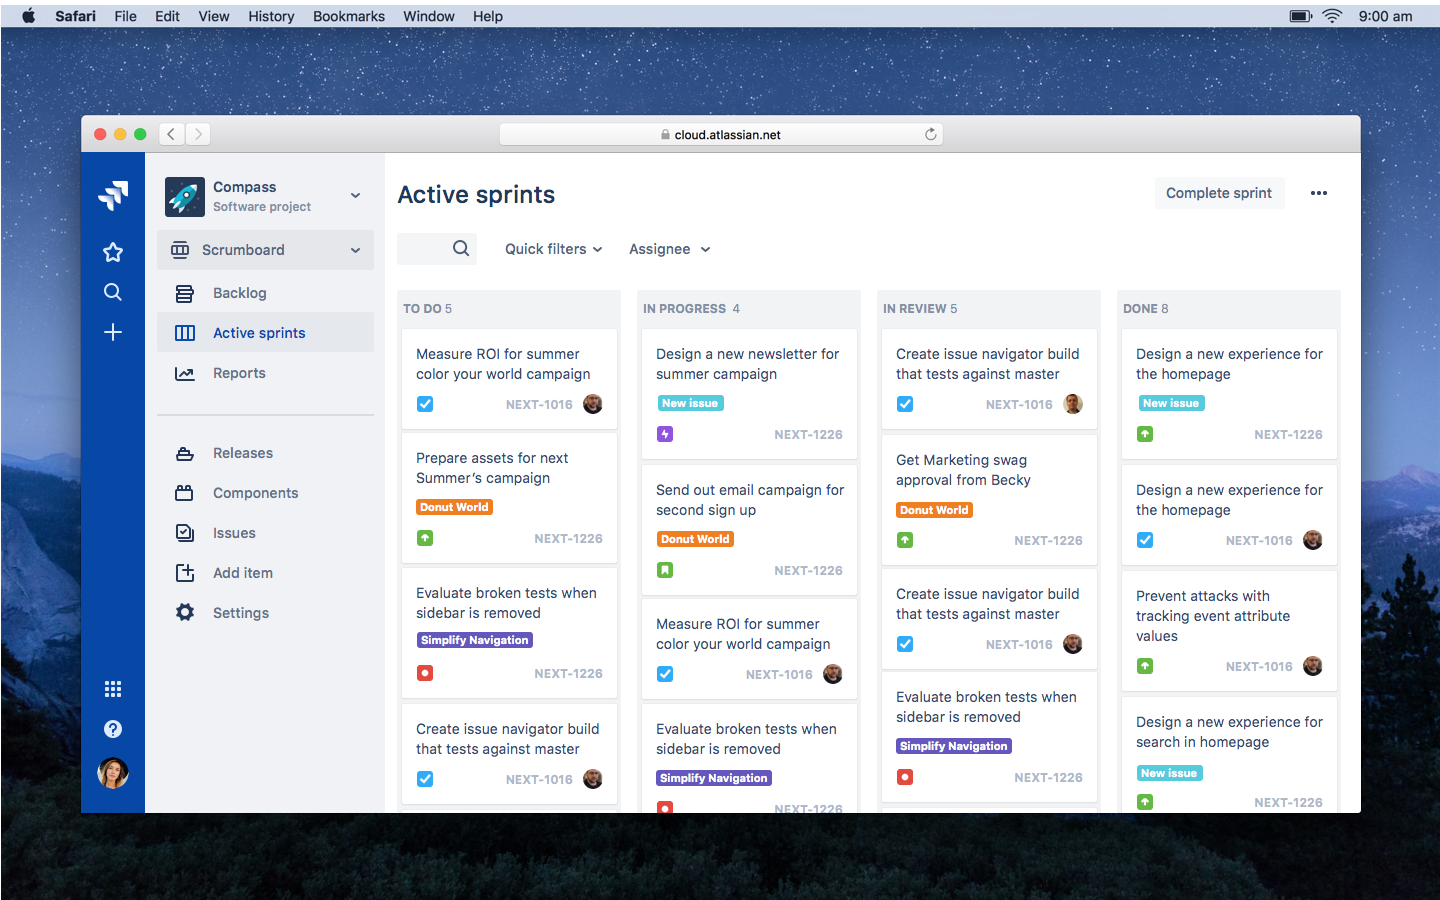 Safari File Edit View History Bookmarks Window Help 9:00 am
cloud.atlassian.net
Compass
Software project
Scrumboard
Backlog
Active sprints
Reports
Releases
Components
Issues
Add item
Settings
Active sprints
Complete sprint
Quick filters
Assignee
TO DO 5
Measure ROI for summer
color your world campaign
NEXT-1016
Prepare assets for next
Summer’s campaign
Donut World
NEXT-1226
Evaluate broken tests when
sidebar is removed
Simplify Navigation
NEXT-1226
Create issue navigator build
that tests against master
NEXT-1016
IN PROGRESS 4
Design a new newsletter for
summer campaign
New issue
NEXT-1226
Send out email campaign for
second sign up
Donut World
NEXT-1226
Measure ROI for summer
color your world campaign
NEXT-1016
Evaluate broken tests when
sidebar is removed
Simplify Navigation
NEXT-1226
IN REVIEW 5
Create issue navigator build
that tests against master
NEXT-1016
Get Marketing swag
approval from Becky
Donut World
NEXT-1226
Create issue navigator build
that tests against master
NEXT-1016
Evaluate broken tests when
sidebar is removed
Simplify Navigation
NEXT-1226
DONE 8
Design a new experience for
the homepage
New issue
NEXT-1226
Design a new experience for
the homepage
NEXT-1016
Prevent attacks with
tracking event attribute
values
NEXT-1016
Design a new experience for
search in homepage
New issue
NEXT-1226